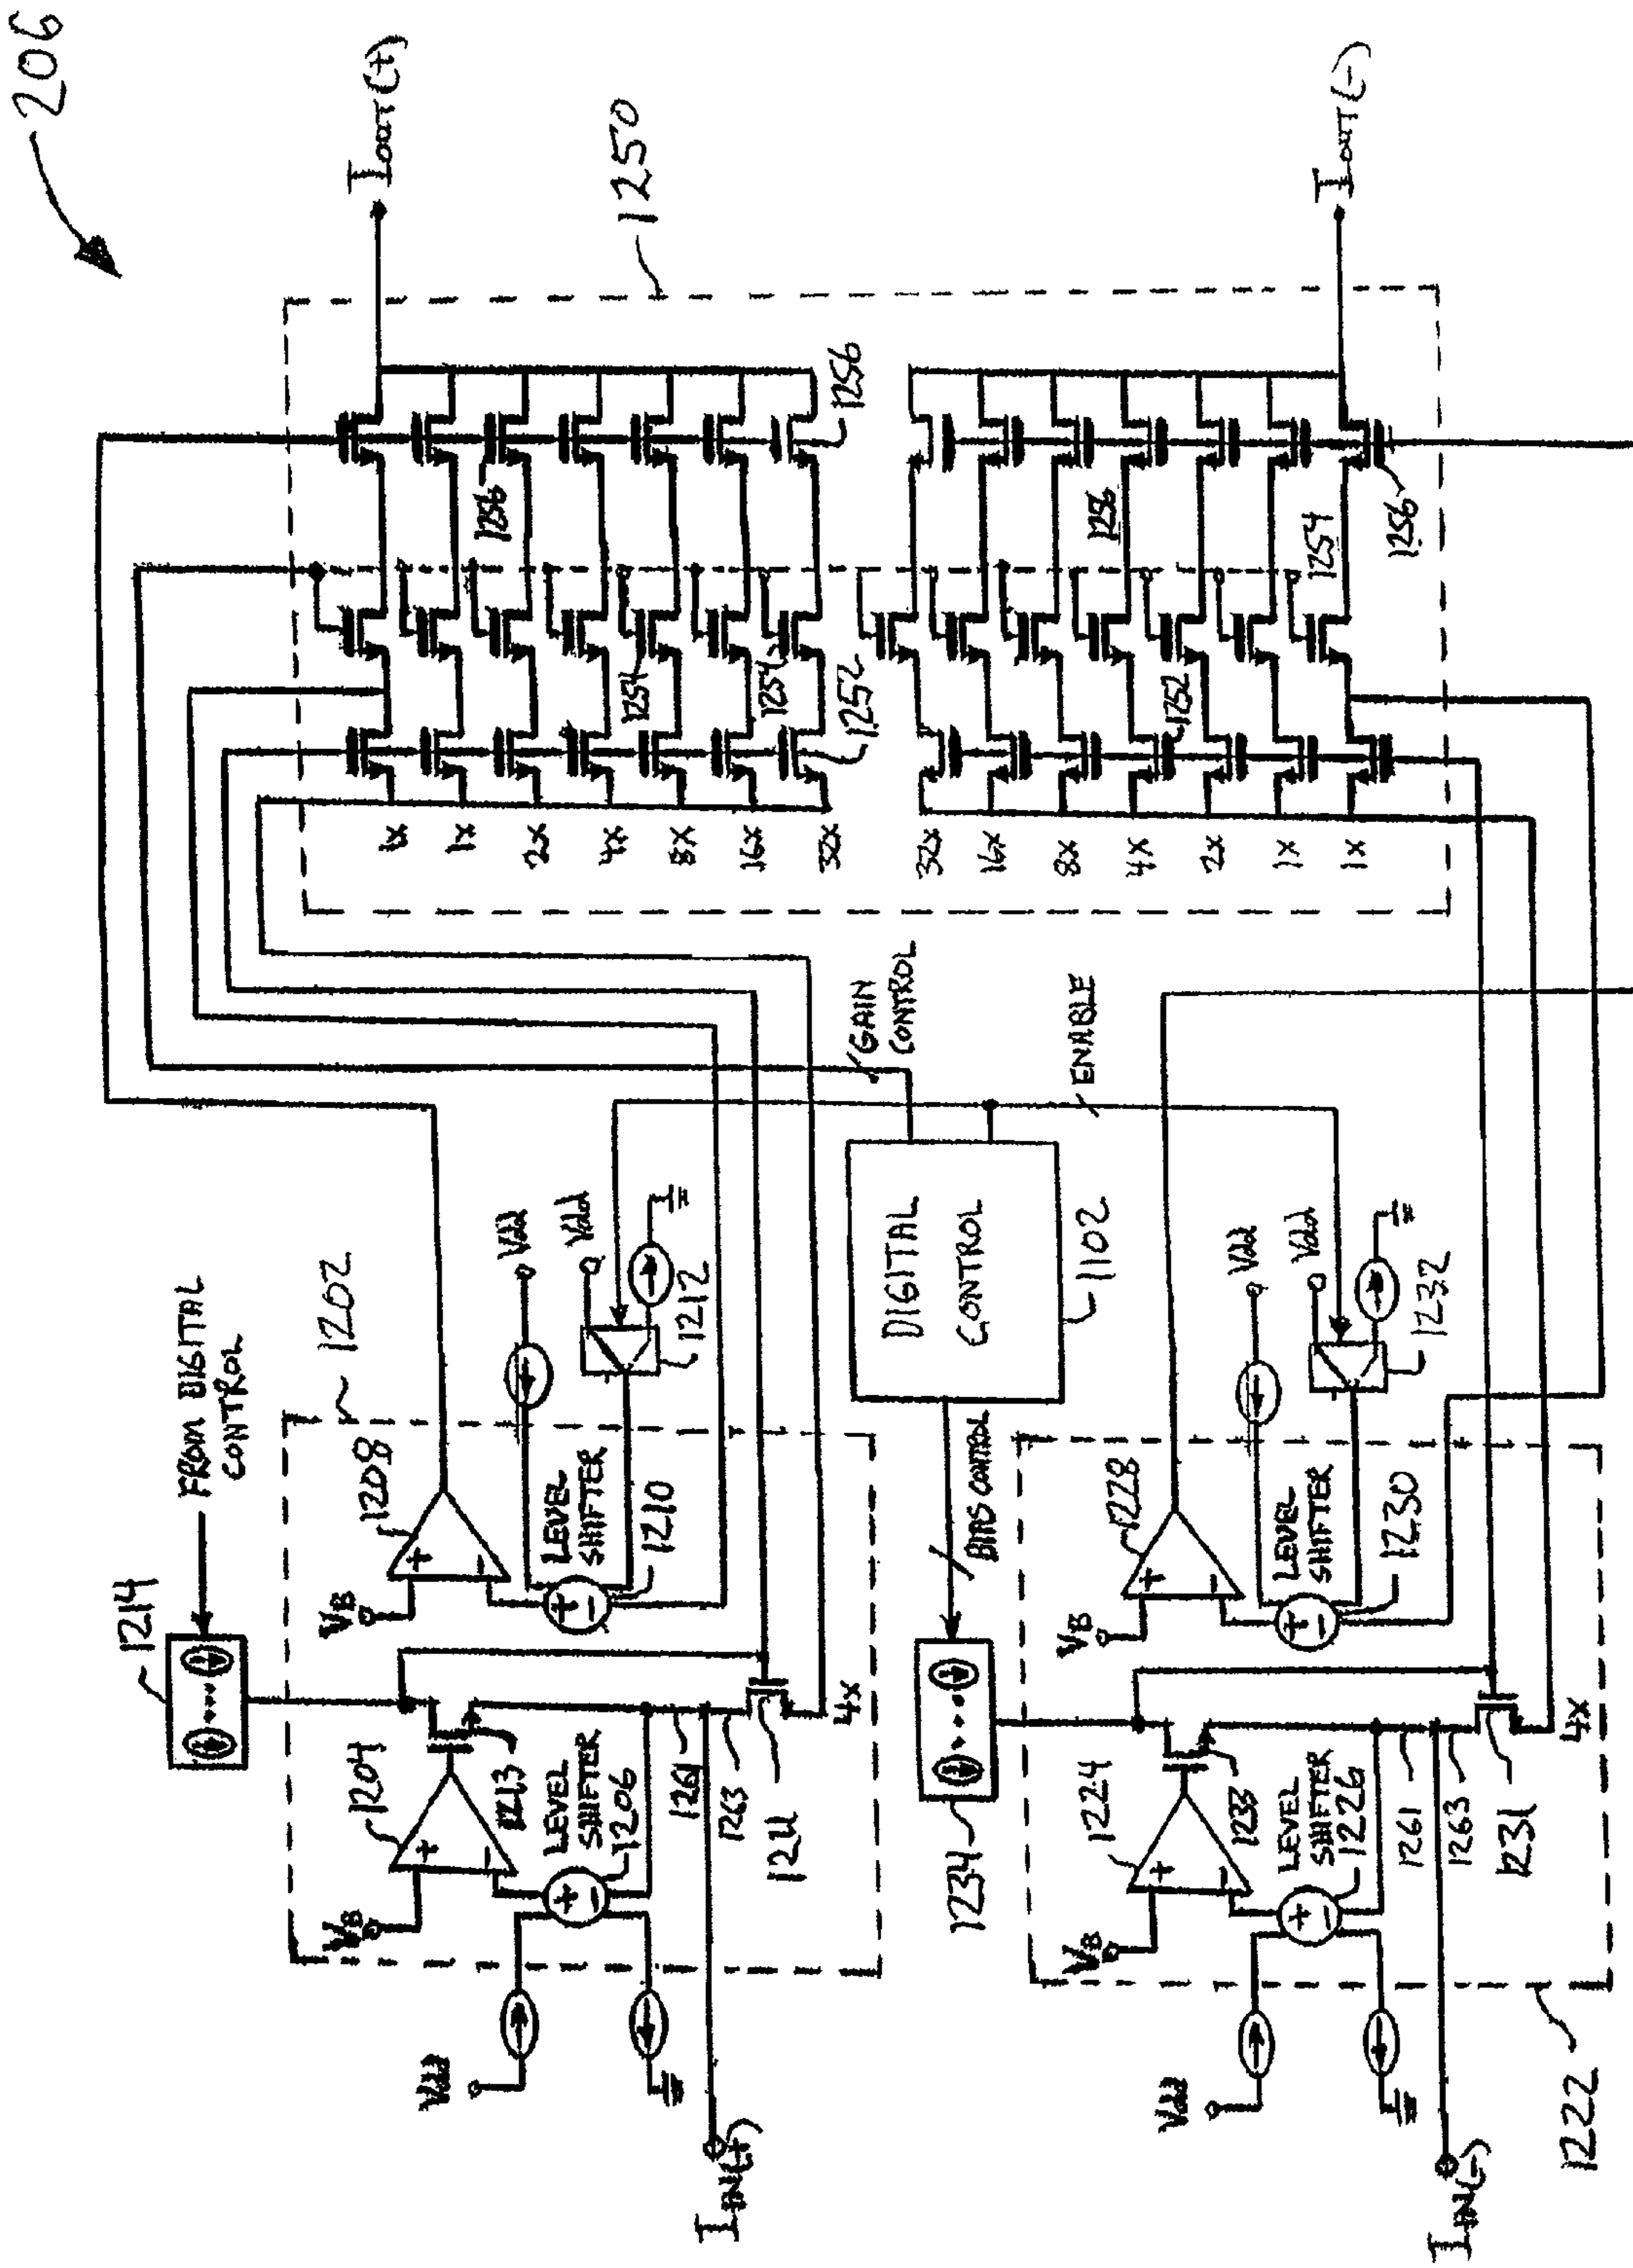 206
Iout(+)
1250
1256
1256
1254
1254
1252
1x
1x
2x
4x
8x
16x
32x
Iout(-)
1256
1256
1254
1252
32x
16x
8x
4x
2x
1x
1x
GAIN
CONTROL
ENABLE
1202
FROM DIGITAL
CONTROL
1214
1208
+
−
VB
LEVEL
SHIFTER
1210
Vdd
Vdd
1212
DIGITAL
CONTROL
1102
BIAS CONTROL
1204
+
−
VB
1213
LEVEL
SHIFTER
1206
+
−
1261
1263
1211
4x
Vdd
IIN(+)
1228
+
−
VB
LEVEL
SHIFTER
1230
+
−
Vdd
Vdd
1232
1234
1224
+
−
VB
1233
LEVEL
SHIFTER
1226
+
−
1261
1263
1231
4x
Vdd
IIN(-)
1222